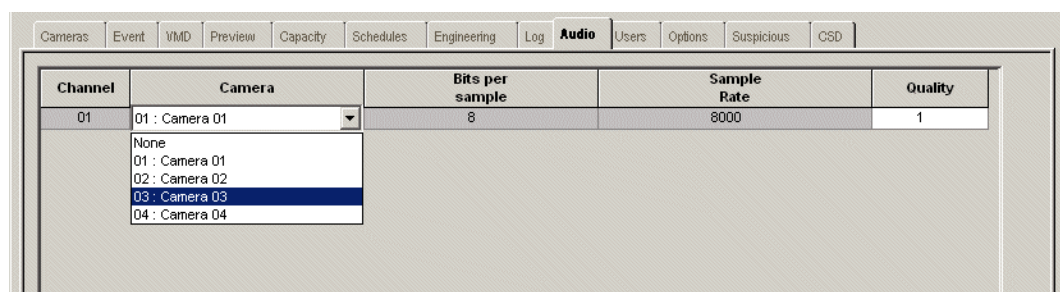 Cameras Event VMD Preview Capacity Schedules Engineering Log Audio Users Options Suspicious CSD
Channel Camera Bits per sample Sample Rate Quality
01 01 : Camera 01 8 8000 1
None
01 : Camera 01
02 : Camera 02
03 : Camera 03
04 : Camera 04